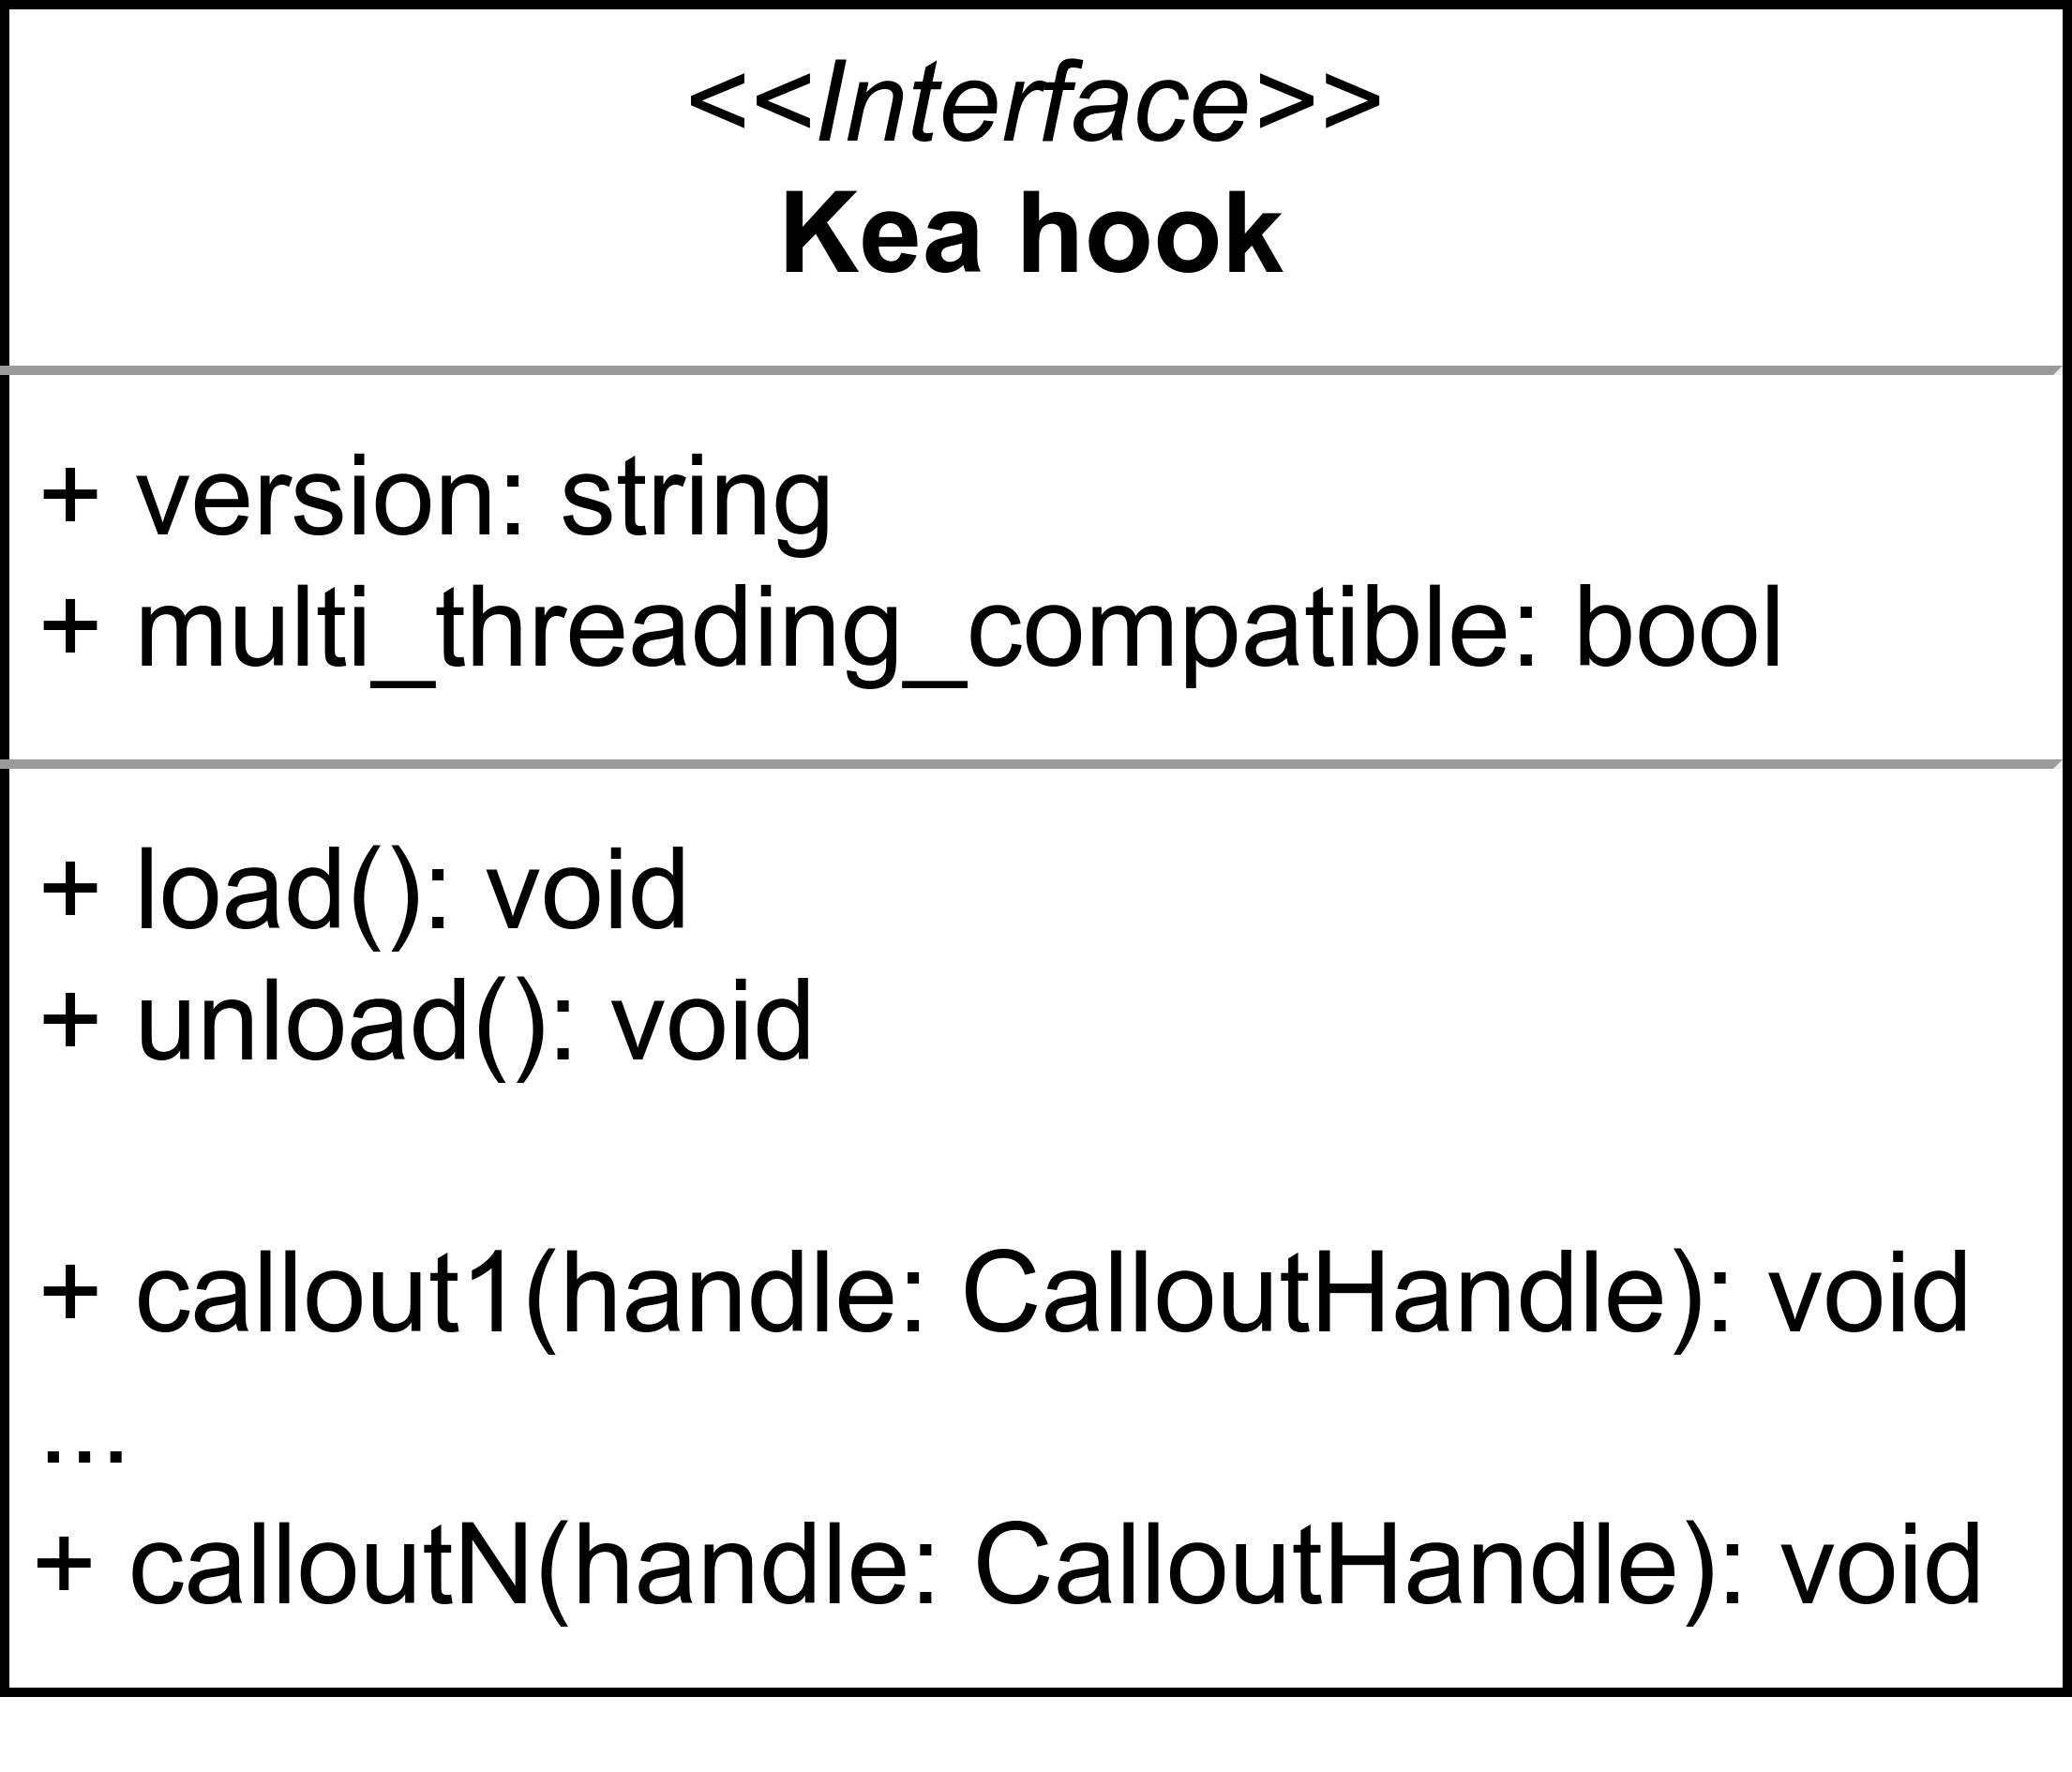 <<Interface>>
Kea hook
+ version: string
+ multi_threading_compatible: bool
+ load(): void
+ unload(): void
+ callout1(handle: CalloutHandle): void
...
+ calloutN(handle: CalloutHandle): void